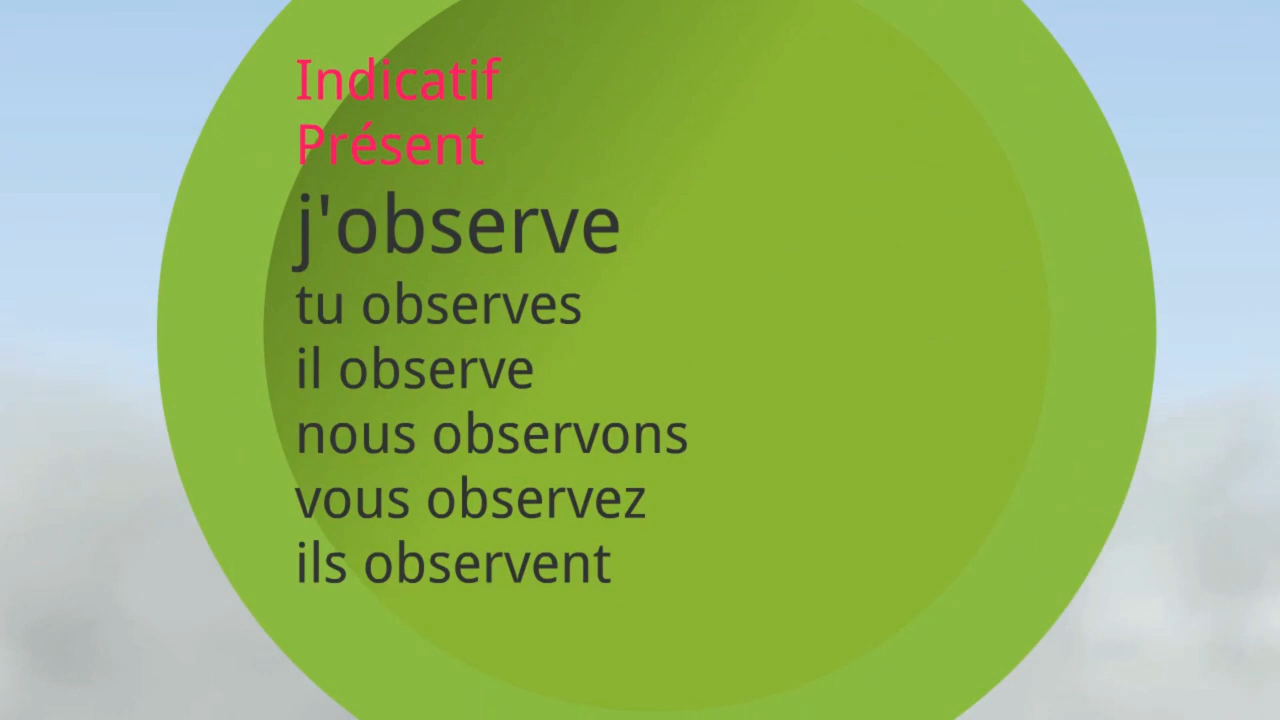 Indicatif
Présent
j'observe
tu observes
il observe
nous observons
vous observez
ils observent